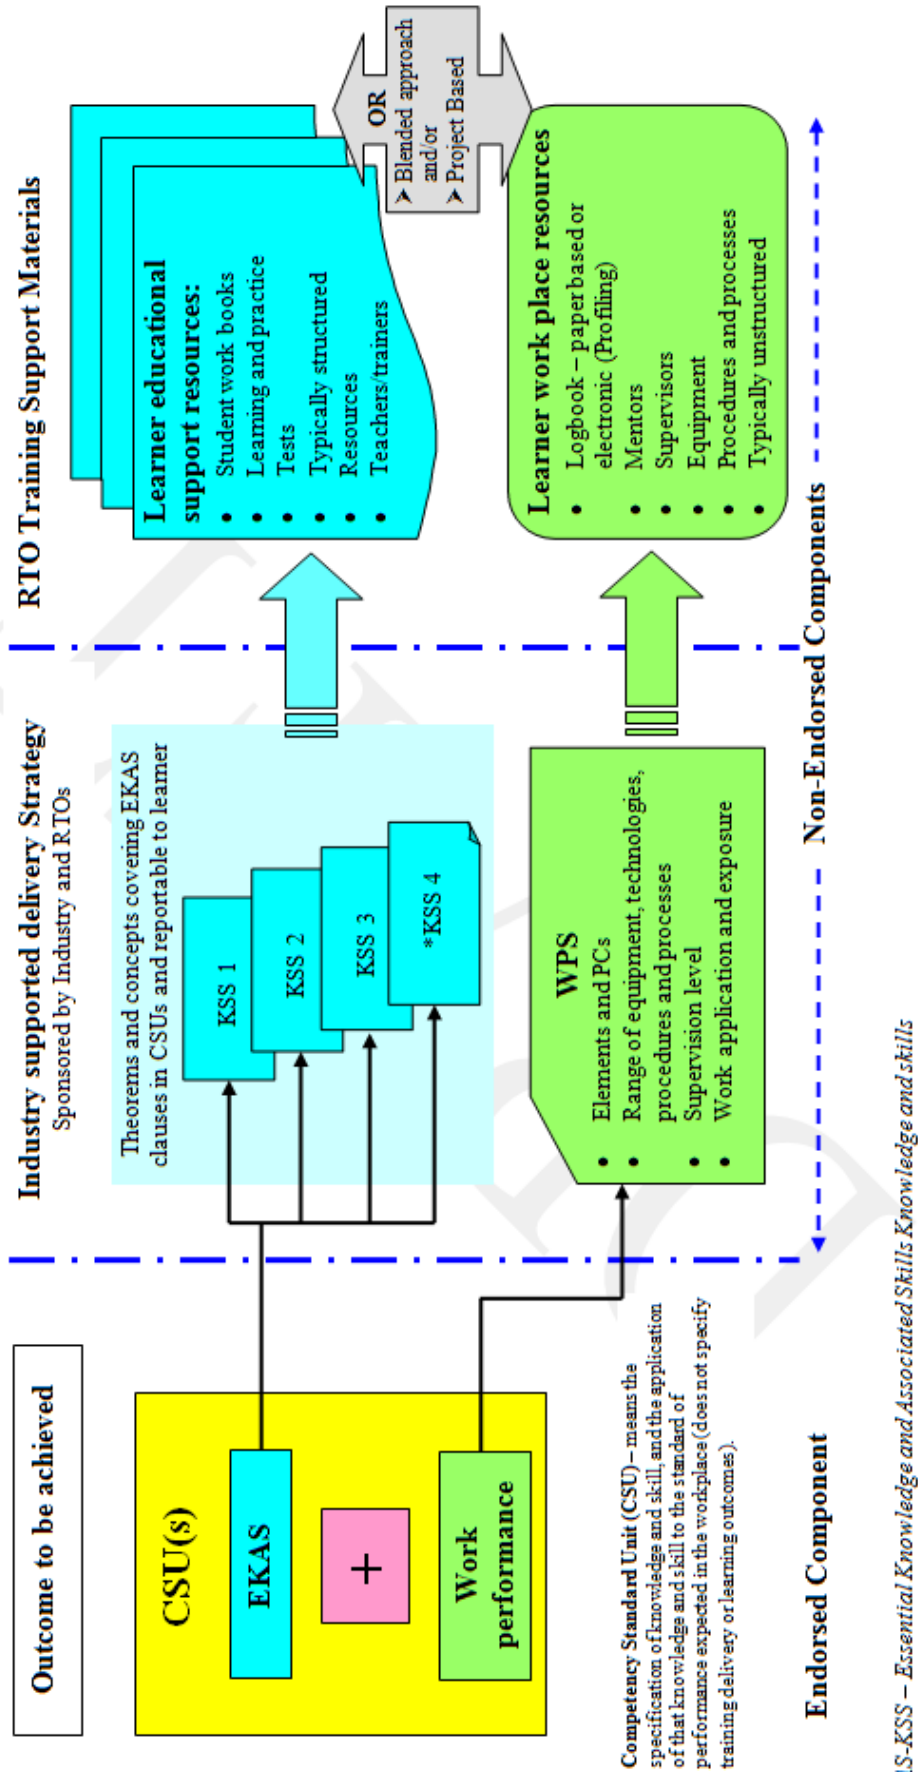 Outcome to be achieved
CSU(s)
EKAS
+
Work
performance
Competency Standard Unit (CSU) – means the
specification of knowledge and skill, and the application
of that knowledge and skill to the standard of
performance expected in the workplace (does not specify
training delivery or learning outcomes).
Endorsed Component
Industry supported delivery Strategy
Sponsored by Industry and RTOs
Theorems and concepts covering EKAS
clauses in CSUs and reportable to learner
KSS 1
KSS 2
KSS 3
*KSS 4
WPS
• Elements and PCs
• Range of equipment, technologies,
procedures and processes
• Supervision level
• Work application and exposure
RTO Training Support Materials
Learner educational
support resources:
• Student work books
• Learning and practice
• Tests
• Typically structured
• Resources
• Teachers/trainers
OR
➢ Blended approach
and/or
➢ Project Based
Learner work place resources
• Logbook – paper based or
electronic (Profiling)
• Mentors
• Supervisors
• Equipment
• Procedures and processes
• Typically unstructured
Non-Endorsed Components
AS-KSS – Essential Knowledge and Associated Skills Knowledge and skills